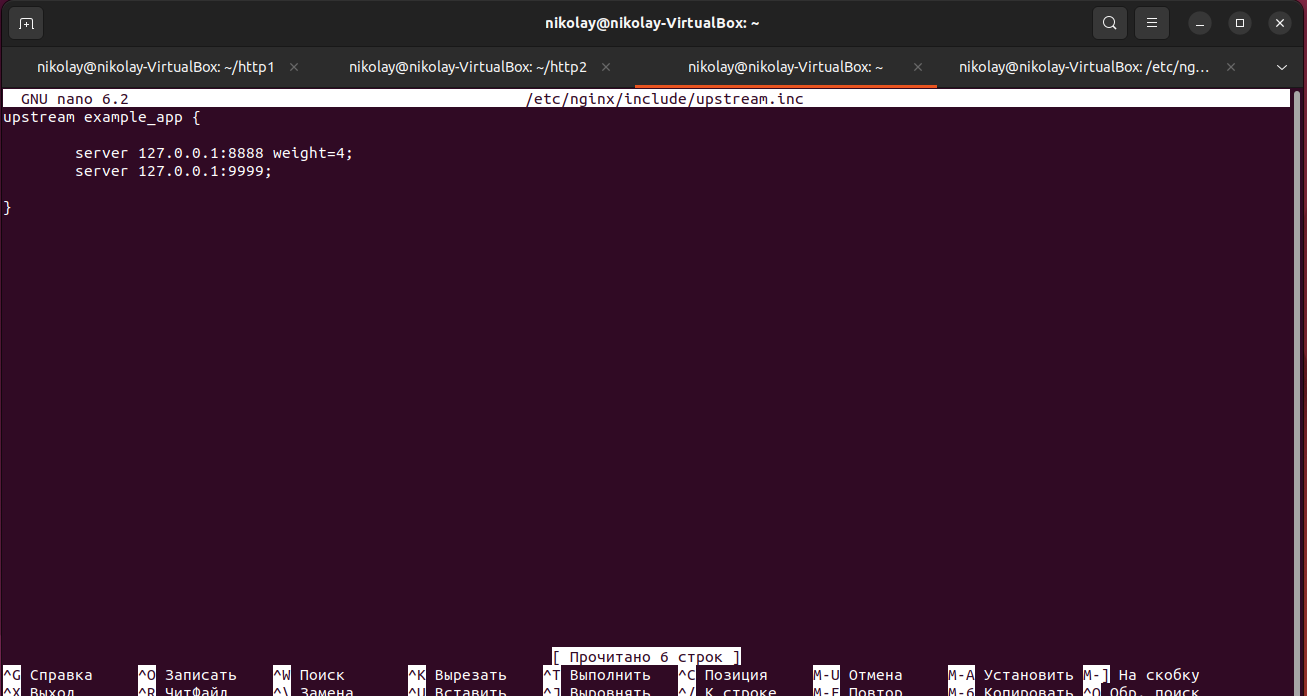 nikolay@nikolay-VirtualBox: ~
nikolay@nikolay-VirtualBox: ~/http1 nikolay@nikolay-VirtualBox: ~/http2 nikolay@nikolay-VirtualBox: ~ nikolay@nikolay-VirtualBox: /etc/ng...
GNU nano 6.2 /etc/nginx/include/upstream.inc
upstream example_app {
server 127.0.0.1:8888 weight=4;
server 127.0.0.1:9999;
}
[ Прочитано 6 строк ]
^G Справка ^O Записать ^W Поиск ^K Вырезать ^T Выполнить ^C Позиция M-U Отмена M-A Установить M-] На скобку
^X Выход ^R ЧитФайл ^\ Замена ^U Вставить ^J Выровнять ^/ К строке M-E Повтор M-6 Копировать ^Q Обр. поиск